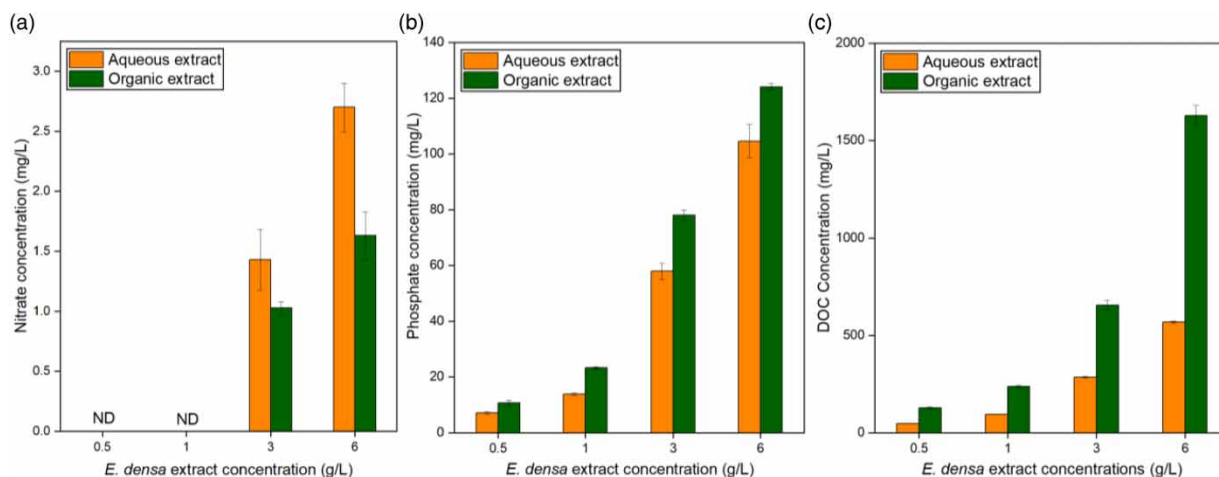 (a)
Aqueous extract
Organic extract
Nitrate concentration (mg/L)
3.0
2.5
2.0
1.5
1.0
0.5
0.0
ND
ND
0.5 1 3 6
E. densa extract concentration (g/L)
(b)
Aqueous extract
Organic extract
Phosphate concentration (mg/L)
140
120
100
80
60
40
20
0
0.5 1 3 6
E. densa extract concentration (g/L)
(c)
Aqueous extract
Organic extract
DOC Concentration (mg/L)
2000
1500
1000
500
0
0.5 1 3 6
E. densa extract concentrations (g/L)